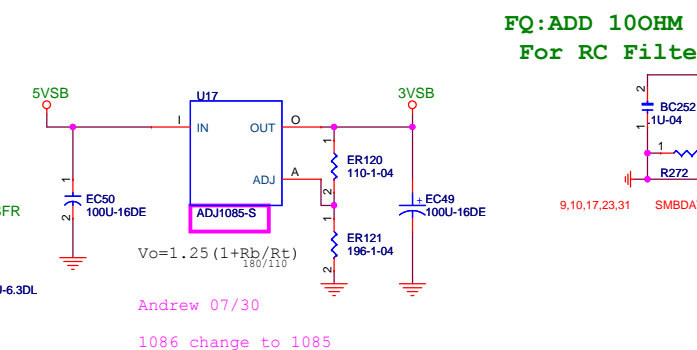 FQ:ADD 10OHM
For RC Filte
5VSB
U17
3VSB
I
IN
OUT
O
ADJ
A
ADJ1085-S
1
2
EC50
100U-16DE
1
ER120
110-1-04
2
1
ER121
196-1-04
2
+
EC49
100U-16DE
Vo=1.25(1+Rb/Rt)
180/110
Andrew 07/30
1086 change to 1085
FR
-6.3DL
2
BC252
1U-04
1
1
R272
9,10,17,23,31
SMBDA